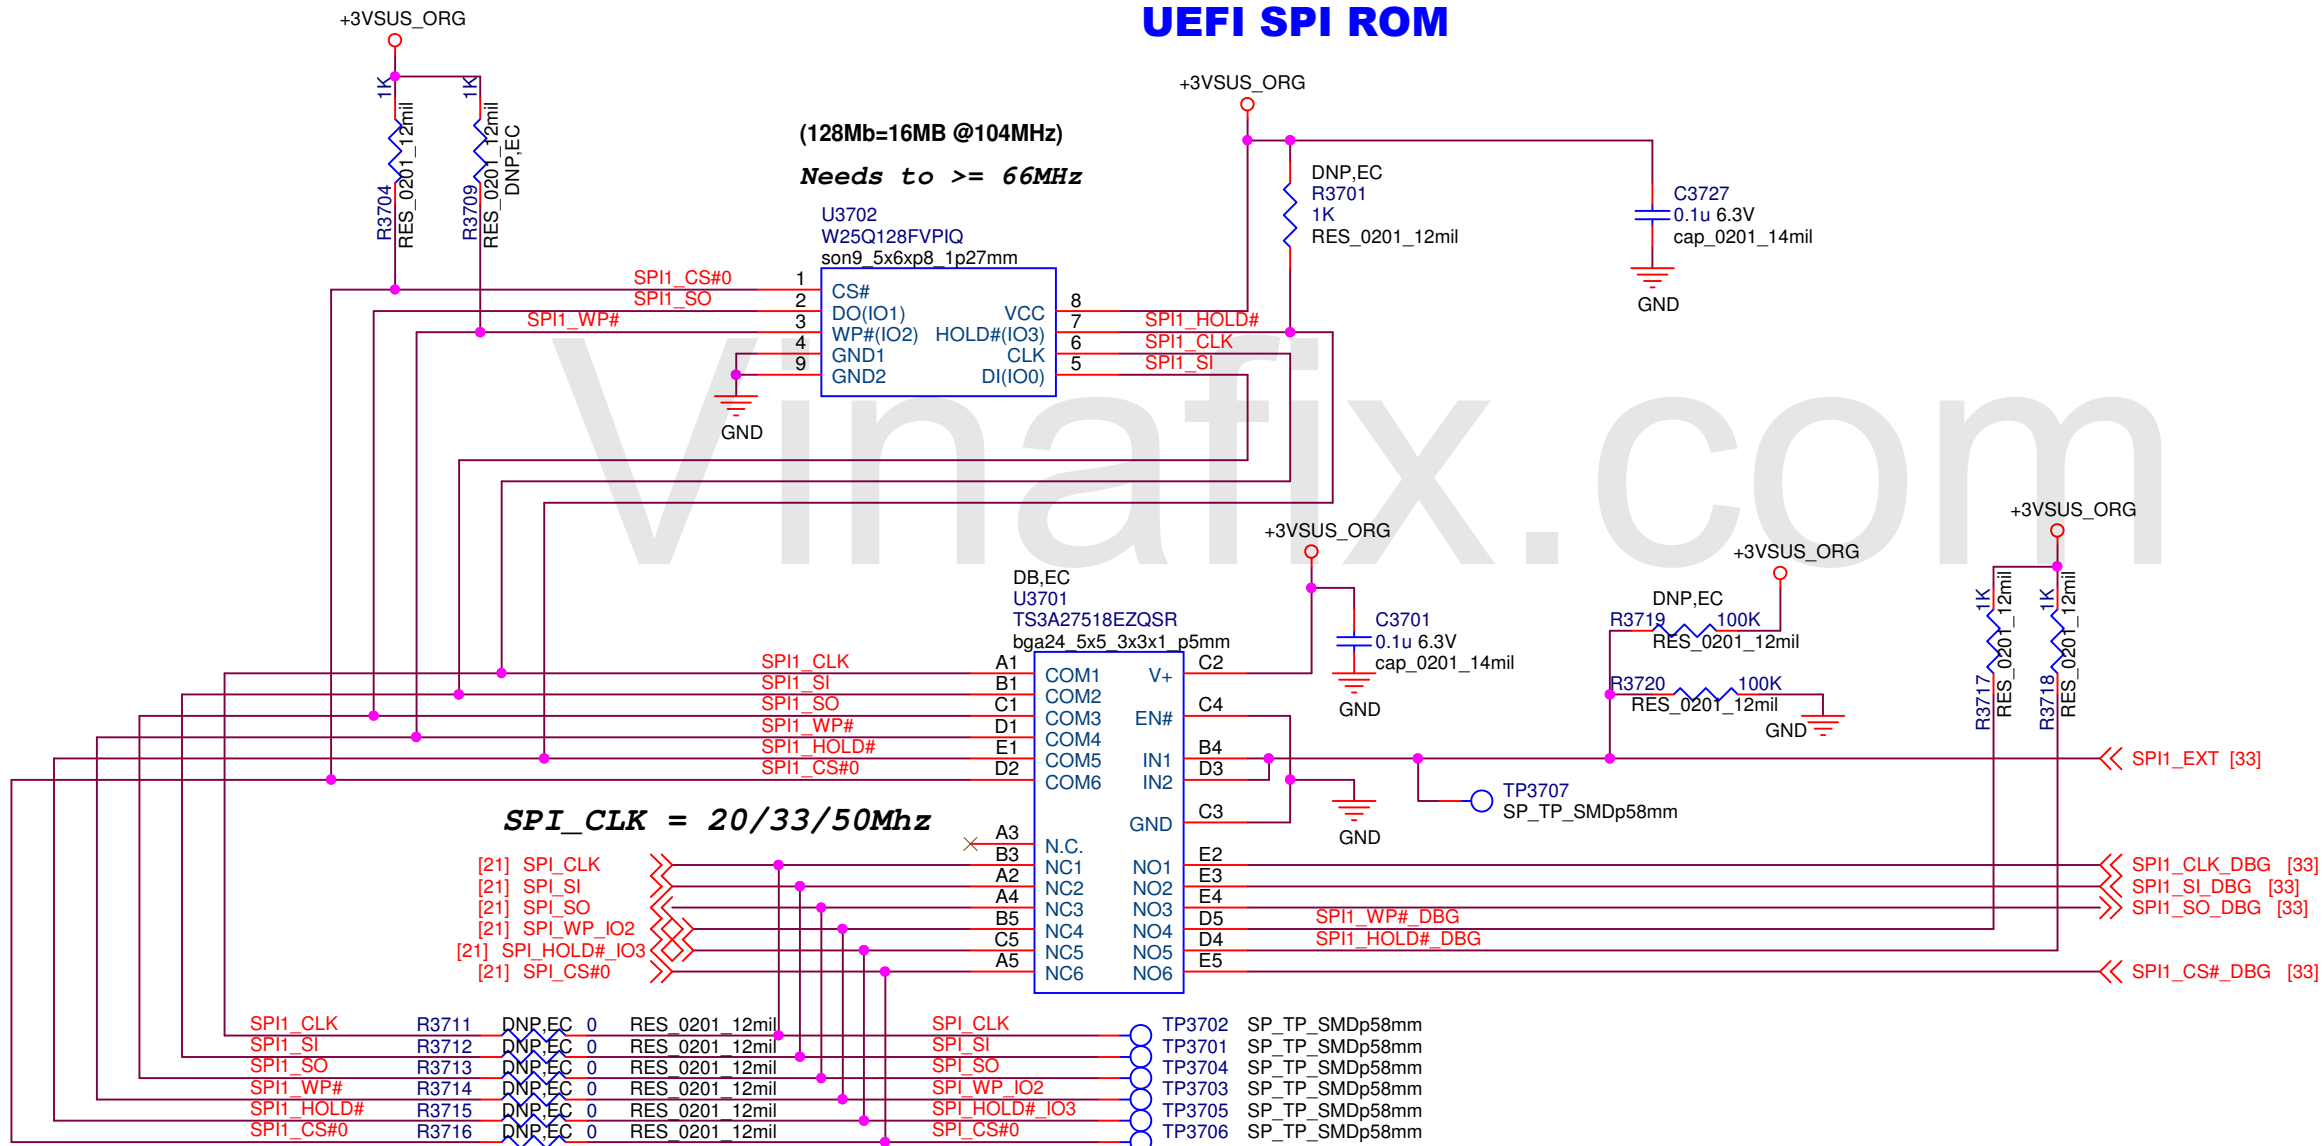 UEFI SPI ROM
+3VSUS_ORG
1K
1K
R3704
RES_0201_12mil
R3709
RES_0201_12mil
DNP,EC
(128Mb=16MB @104MHz)
Needs to >= 66MHz
U3702
W25Q128FVPIQ
son9_5x6xp8_1p27mm
SPI1_CS#0
1
CS#
SPI1_SO
2
DO(IO1)
SPI1_WP#
3
WP#(IO2)
4
GND1
9
GND2
GND
VCC
8
HOLD#(IO3)
7
SPI1_HOLD#
CLK
6
SPI1_CLK
DI(IO0)
5
SPI1_SI
+3VSUS_ORG
DNP,EC
R3701
1K
RES_0201_12mil
C3727
0.1u 6.3V
cap_0201_14mil
GND
Vinafix.com
DB,EC
U3701
TS3A27518EZQSR
bga24_5x5_3x3x1_p5mm
+3VSUS_ORG
C3701
0.1u 6.3V
cap_0201_14mil
GND
SPI1_CLK
A1
COM1
SPI1_SI
B1
COM2
SPI1_SO
C1
COM3
SPI1_WP#
D1
COM4
SPI1_HOLD#
E1
COM5
SPI1_CS#0
D2
COM6
V+
C2
EN#
C4
IN1
B4
IN2
D3
GND
C3
GND
+3VSUS_ORG
DNP,EC
R3719
100K
RES_0201_12mil
R3720
100K
RES_0201_12mil
GND
+3VSUS_ORG
1K
1K
R3717
RES_0201_12mil
R3718
RES_0201_12mil
SPI1_EXT [33]
TP3707
SP_TP_SMDp58mm
SPI_CLK = 20/33/50Mhz
A3
N.C.
[21] SPI_CLK
B3
NC1
[21] SPI_SI
A2
NC2
[21] SPI_SO
A4
NC3
[21] SPI_WP_IO2
B5
NC4
[21] SPI_HOLD#_IO3
C5
NC5
[21] SPI_CS#0
A5
NC6
NO1
E2
SPI1_CLK_DBG [33]
NO2
E3
SPI1_SI_DBG [33]
NO3
E4
SPI1_SO_DBG [33]
NO4
D5
SPI1_WP#_DBG
NO5
D4
SPI1_HOLD#_DBG
NO6
E5
SPI1_CS#_DBG [33]
SPI1_CLK R3711 DNP,EC 0 RES_0201_12mil SPI_CLK TP3702 SP_TP_SMDp58mm
SPI1_SI R3712 DNP,EC 0 RES_0201_12mil SPI_SI TP3701 SP_TP_SMDp58mm
SPI1_SO R3713 DNP,EC 0 RES_0201_12mil SPI_SO TP3704 SP_TP_SMDp58mm
SPI1_WP# R3714 DNP,EC 0 RES_0201_12mil SPI_WP_IO2 TP3703 SP_TP_SMDp58mm
SPI1_HOLD# R3715 DNP,EC 0 RES_0201_12mil SPI_HOLD#_IO3 TP3705 SP_TP_SMDp58mm
SPI1_CS#0 R3716 DNP,EC 0 RES_0201_12mil SPI_CS#0 TP3706 SP_TP_SMDp58mm